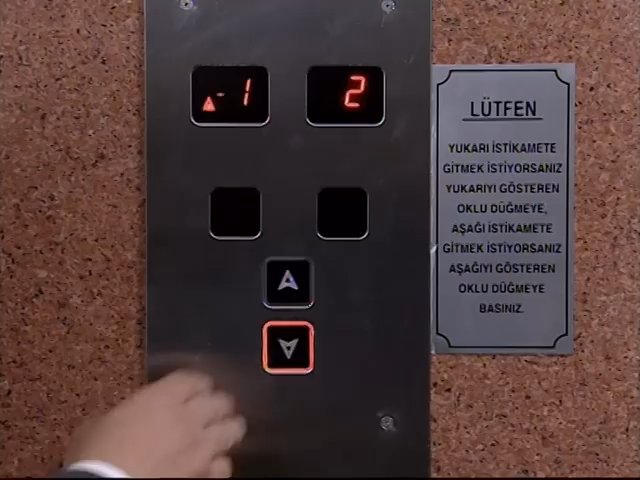 -1 2
LÜTFEN
YUKARI İSTİKAMETE
GİTMEK İSTİYORSANIZ
YUKARIYI GÖSTEREN
OKLU DÜĞMEYE,
AŞAĞI İSTİKAMETE
GİTMEK İSTİYORSANIZ
AŞAĞIYI GÖSTEREN
OKLU DÜĞMEYE
BASINIZ.